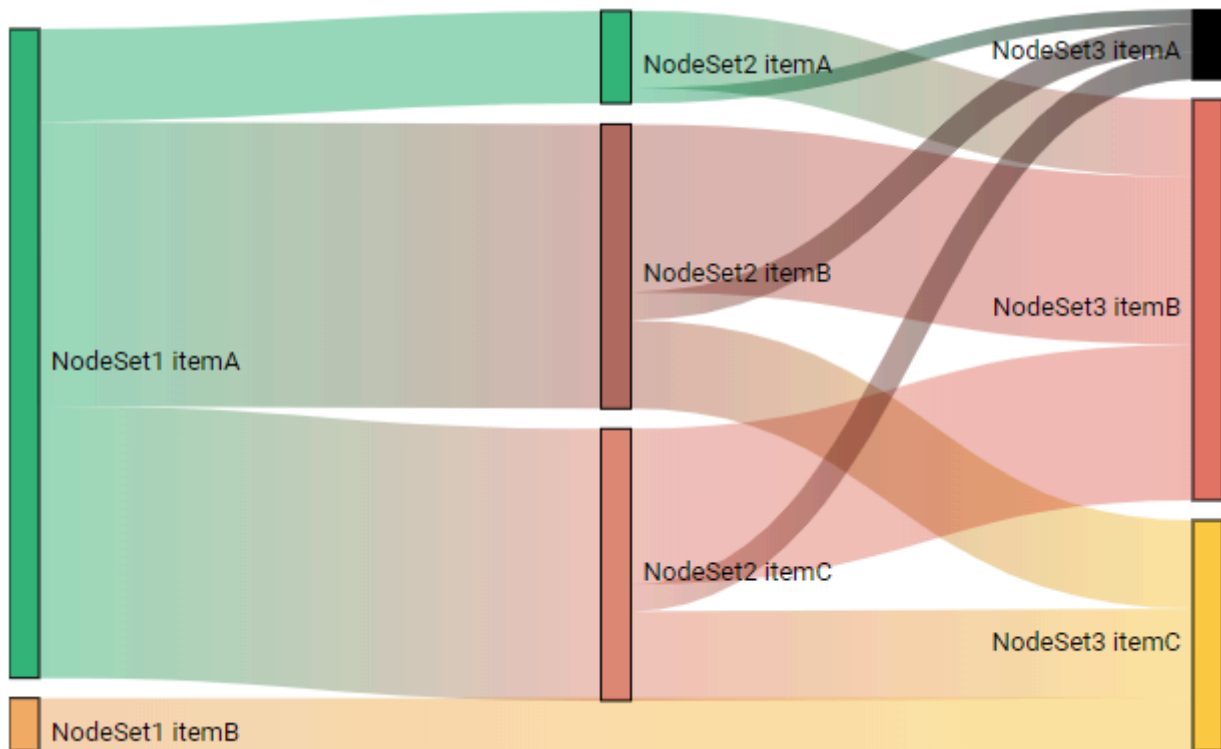 NodeSet1 itemA
NodeSet1 itemB
NodeSet2 itemA
NodeSet2 itemB
NodeSet2 itemC
NodeSet3 itemA
NodeSet3 itemB
NodeSet3 itemC